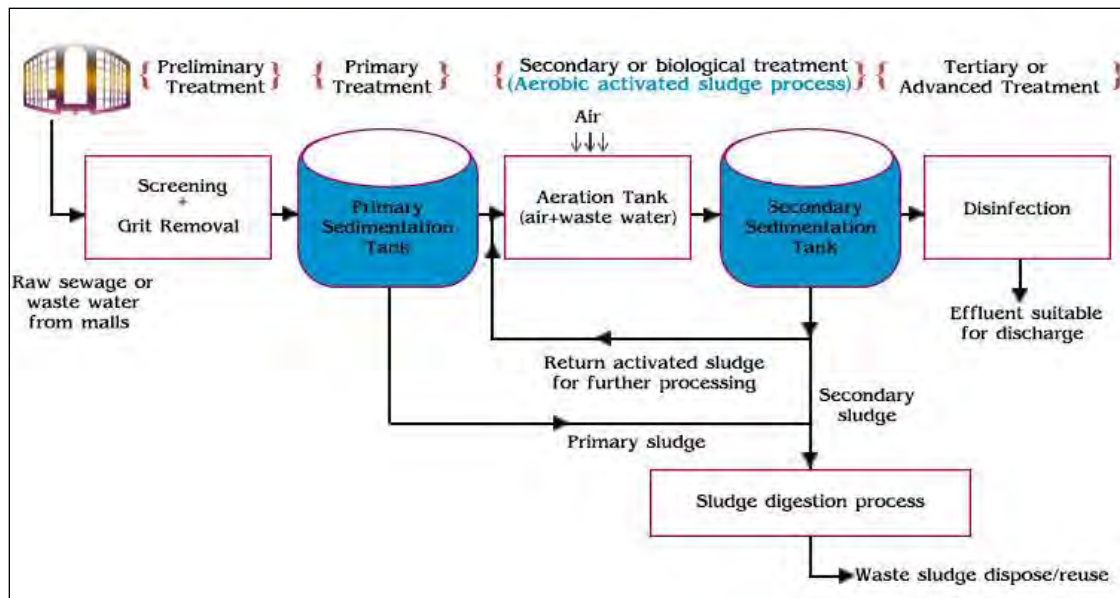 { Preliminary
Treatment }
{ Primary
Treatment }
{ Secondary or biological treatment
(Aerobic activated sludge process) }
{ Tertiary or
Advanced Treatment }
Air
Screening
+
Grit Removal
Primary
Sedimentation
Tank
Aeration Tank
(air+waste water)
Secondary
Sedimentation
Tank
Disinfection
Raw sewage or
waste water
from malls
Effluent suitable
for discharge
Return activated sludge
for further processing
Secondary
sludge
Primary sludge
Sludge digestion process
Waste sludge dispose/reuse